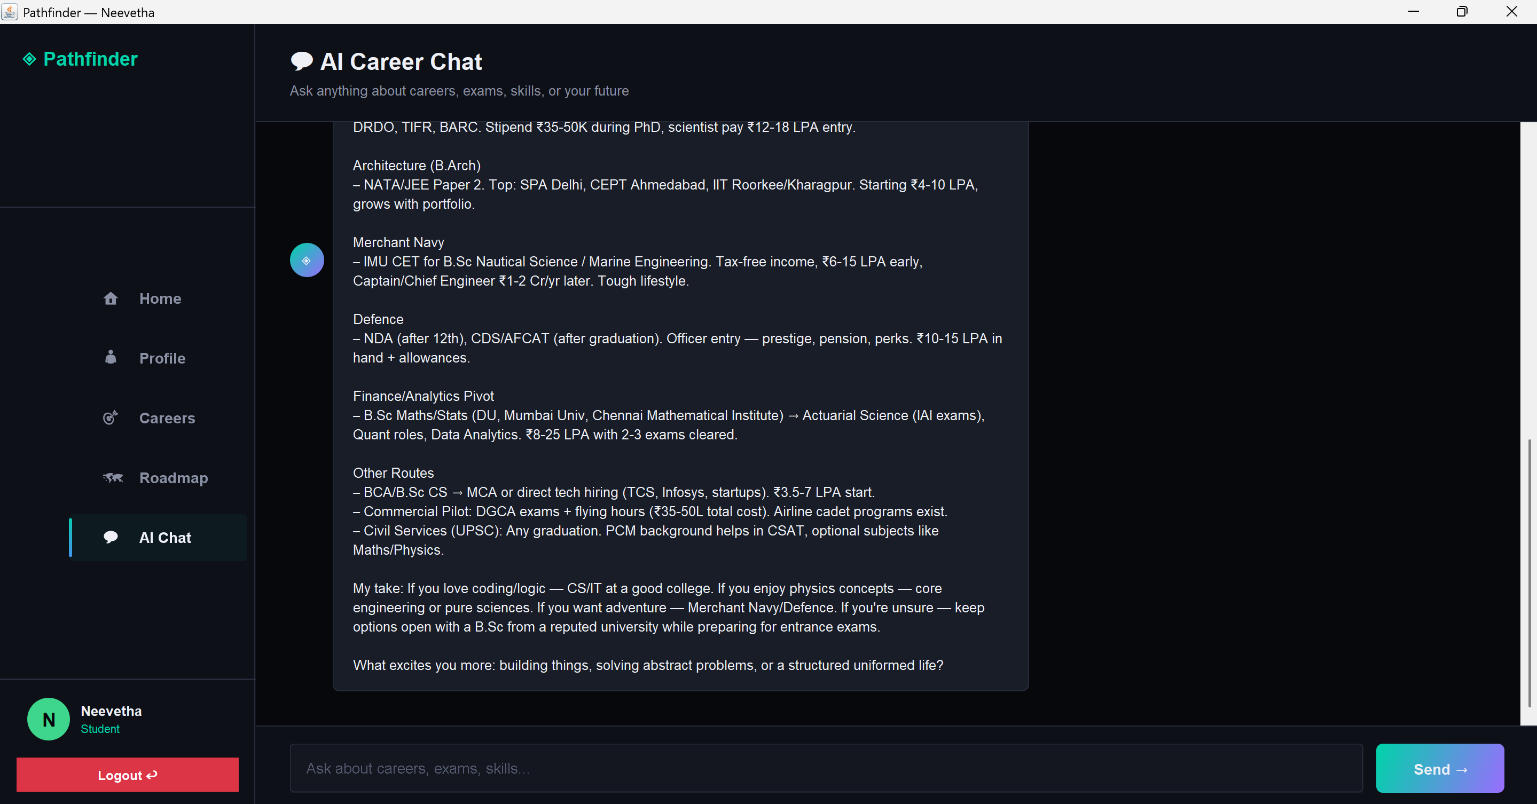 Pathfinder — Neevetha
Pathfinder
AI Career Chat
Ask anything about careers, exams, skills, or your future
DRDO, TIFR, BARC. Stipend ₹35-50K during PhD, scientist pay ₹12-18 LPA entry.
Architecture (B.Arch)
– NATA/JEE Paper 2. Top: SPA Delhi, CEPT Ahmedabad, IIT Roorkee/Kharagpur. Starting ₹4-10 LPA,
grows with portfolio.
Merchant Navy
– IMU CET for B.Sc Nautical Science / Marine Engineering. Tax-free income, ₹6-15 LPA early,
Captain/Chief Engineer ₹1-2 Cr/yr later. Tough lifestyle.
Defence
– NDA (after 12th), CDS/AFCAT (after graduation). Officer entry — prestige, pension, perks. ₹10-15 LPA in
hand + allowances.
Finance/Analytics Pivot
– B.Sc Maths/Stats (DU, Mumbai Univ, Chennai Mathematical Institute) → Actuarial Science (IAI exams),
Quant roles, Data Analytics. ₹8-25 LPA with 2-3 exams cleared.
Other Routes
– BCA/B.Sc CS → MCA or direct tech hiring (TCS, Infosys, startups). ₹3.5-7 LPA start.
– Commercial Pilot: DGCA exams + flying hours (₹35-50L total cost). Airline cadet programs exist.
– Civil Services (UPSC): Any graduation. PCM background helps in CSAT, optional subjects like
Maths/Physics.
My take: If you love coding/logic — CS/IT at a good college. If you enjoy physics concepts — core
engineering or pure sciences. If you want adventure — Merchant Navy/Defence. If you're unsure — keep
options open with a B.Sc from a reputed university while preparing for entrance exams.
What excites you more: building things, solving abstract problems, or a structured uniformed life?
Home
Profile
Careers
Roadmap
AI Chat
N
Neevetha
Student
Logout ↩
Ask about careers, exams, skills...
Send →